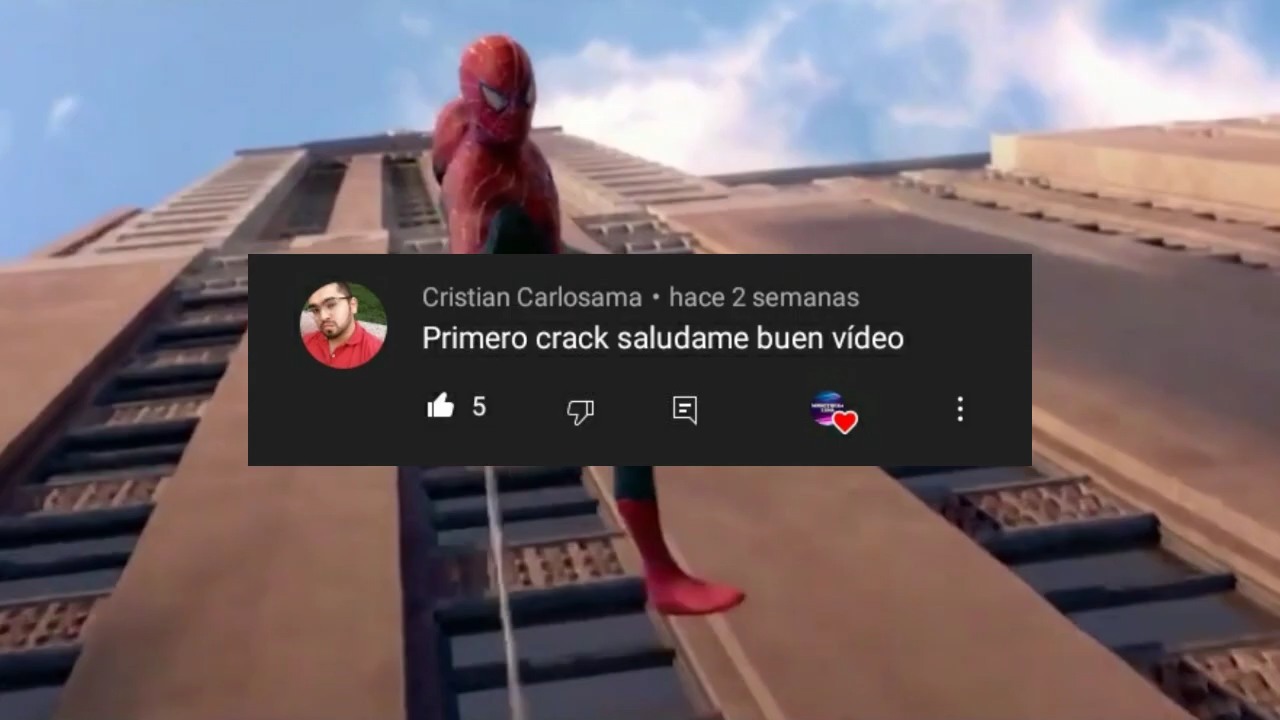 Cristian Carlosama • hace 2 semanas
Primero crack saludame buen vídeo
5